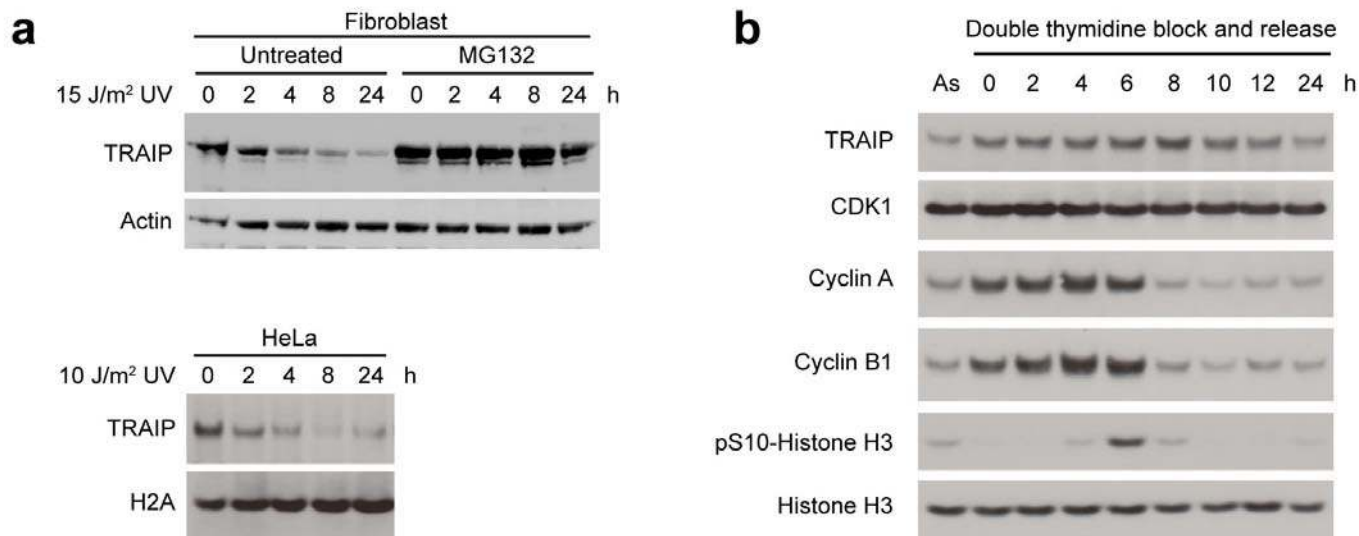 a
Fibroblast
Untreated MG132
15 J/m² UV 0 2 4 8 24 0 2 4 8 24 h
TRAIP
Actin
HeLa
10 J/m² UV 0 2 4 8 24 h
TRAIP
H2A
b
Double thymidine block and release
As 0 2 4 6 8 10 12 24 h
TRAIP
CDK1
Cyclin A
Cyclin B1
pS10-Histone H3
Histone H3